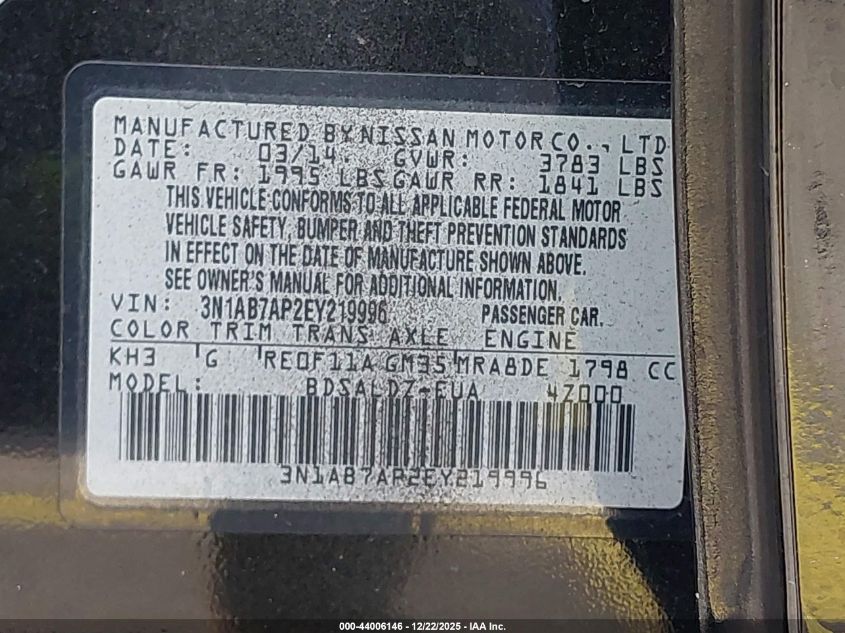 MANUFACTURED BY NISSAN MOTOR CO., LTD
DATE: 03/14 GVWR: 3783 LBS
GAWR FR: 1995 LBS GAWR RR: 1841 LBS
THIS VEHICLE CONFORMS TO ALL APPLICABLE FEDERAL MOTOR
VEHICLE SAFETY, BUMPER AND THEFT PREVENTION STANDARDS
IN EFFECT ON THE DATE OF MANUFACTURE SHOWN ABOVE.
SEE OWNER'S MANUAL FOR ADDITIONAL INFORMATION.
VIN: 3N1AB7AP2EY219996 PASSENGER CAR.
COLOR TRIM TRANS AXLE ENGINE
KH3 G RE0F11A GM35 MRA8DE 1798 CC
MODEL: BDSALDZ-EUA 4Z000
3N1AB7AP2EY219996
000-44006146 - 12/22/2025 - IAA Inc.